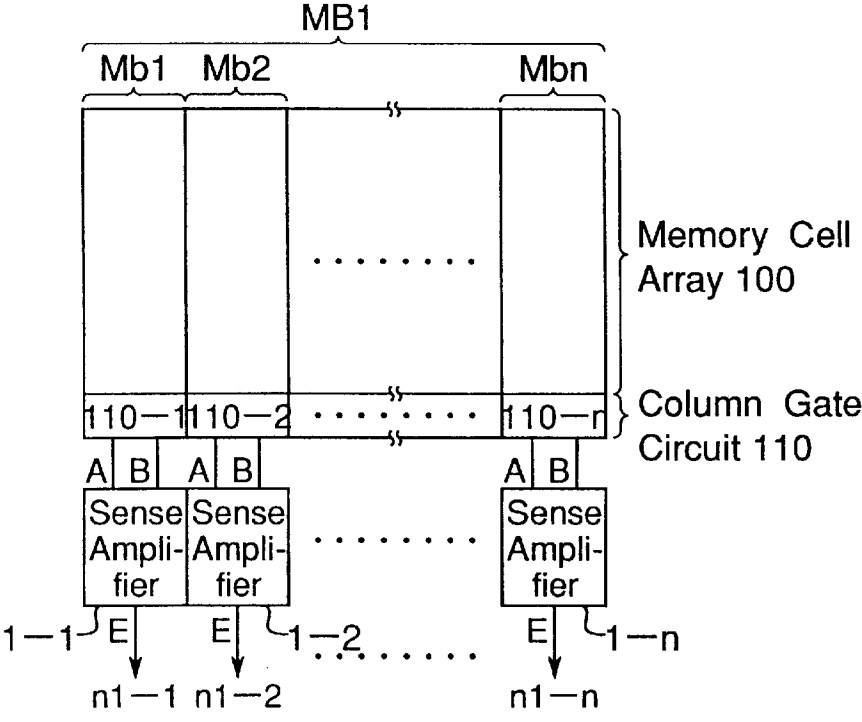 MB1
Mb1 Mb2 Mbn
Memory Cell
Array 100
110-1 110-2 110-n
Column Gate
Circuit 110
A B A B A B
Sense Sense Sense
Ampli- Ampli- Ampli-
fier fier fier
1-1 E E 1-2 E 1-n
n1-1 n1-2 n1-n